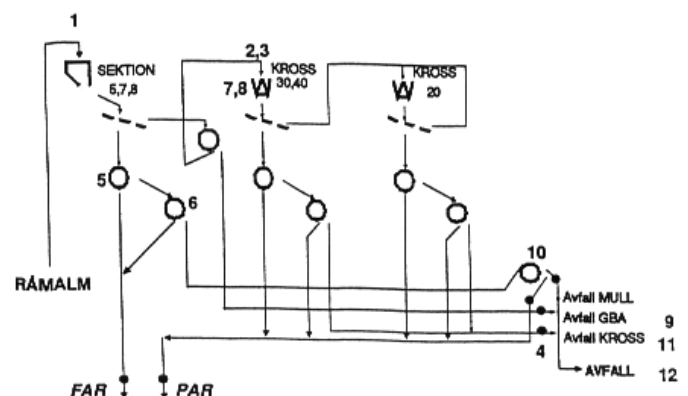 1
SEKTION
5,7,8
2,3
KROSS
30,40
7,8
KROSS
20
5
6
RÅMALM
10
Avfall MULL
Avfall GBA 9
Avfall KROSS 11
4
AVFALL 12
FAR PAR